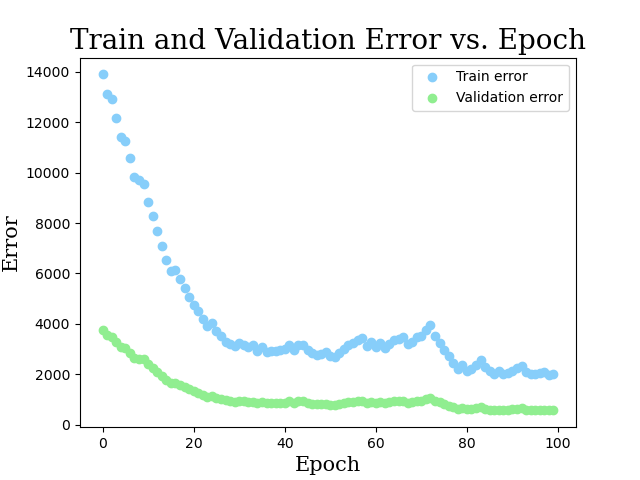 Train and Validation Error vs. Epoch
Train error
Validation error
14000
12000
10000
8000
6000
4000
2000
0
Error
0 20 40 60 80 100
Epoch